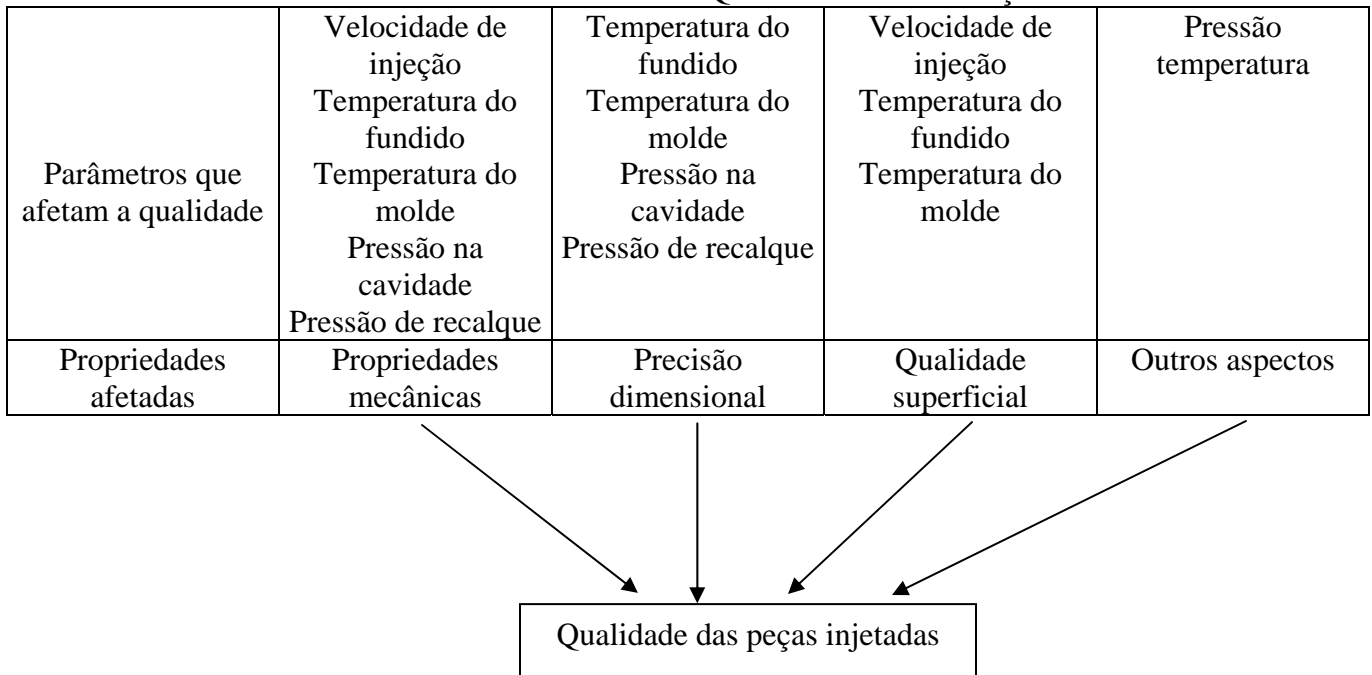 Parâmetros que
afetam a qualidade
Velocidade de
injeção
Temperatura do
fundido
Temperatura do
molde
Pressão na
cavidade
Pressão de recalque
Temperatura do
fundido
Temperatura do
molde
Pressão na
cavidade
Pressão de recalque
Velocidade de
injeção
Temperatura do
fundido
Temperatura do
molde
Pressão
temperatura
Propriedades
afetadas
Propriedades
mecânicas
Precisão
dimensional
Qualidade
superficial
Outros aspectos
Qualidade das peças injetadas